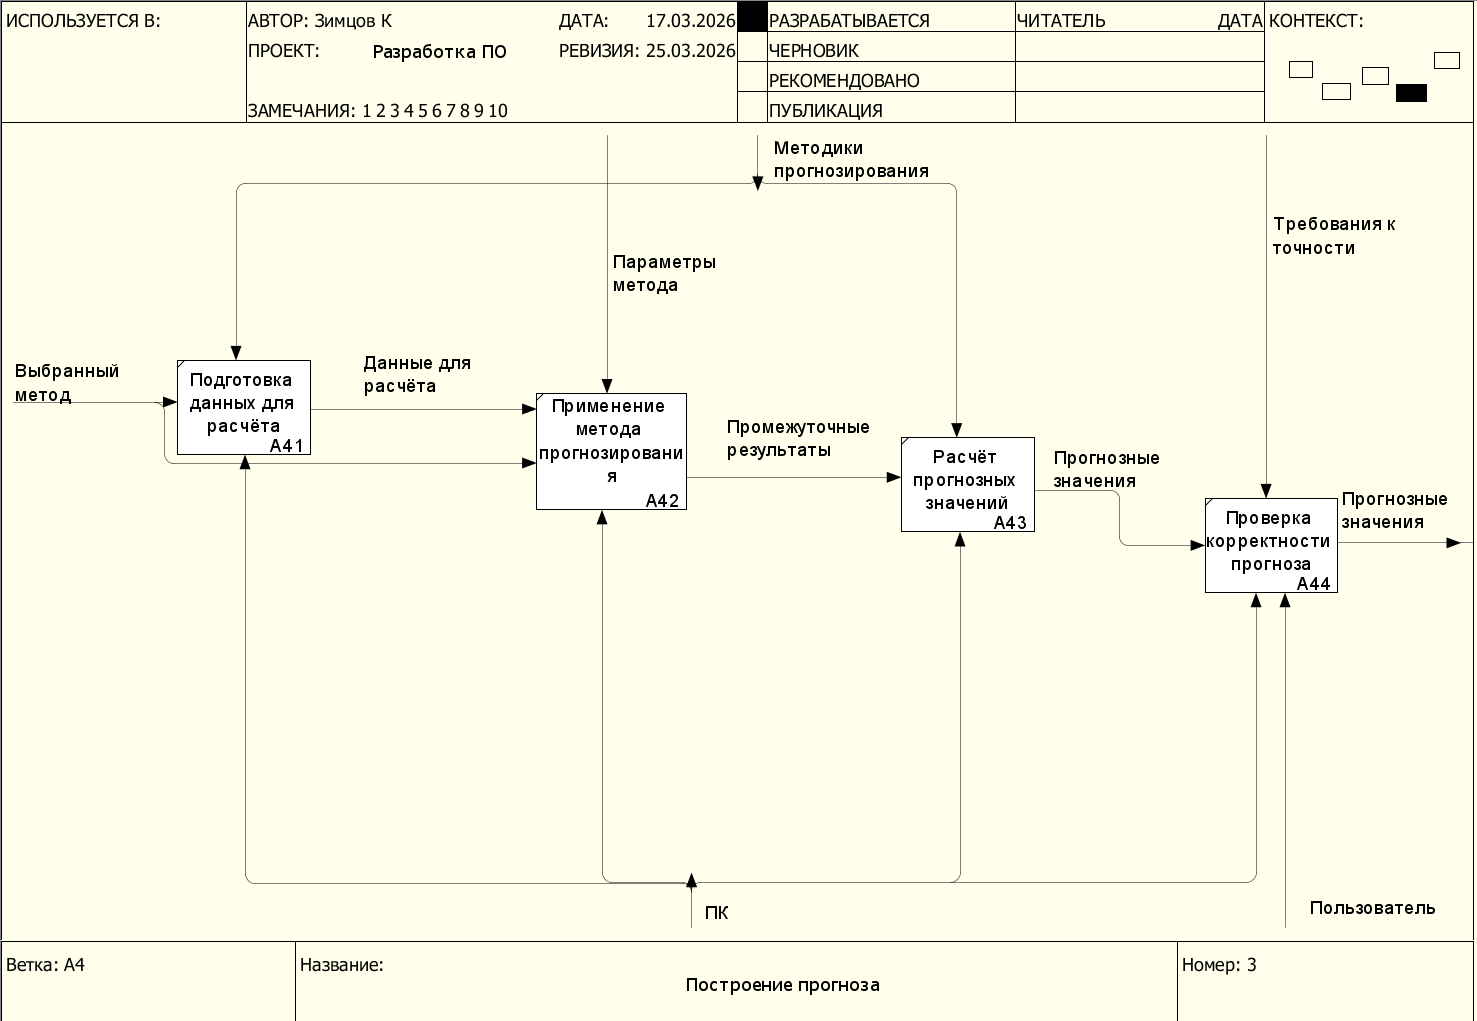 ИСПОЛЬЗУЕТСЯ В:
АВТОР: Зимцов К
ДАТА: 17.03.2026
РАЗРАБАТЫВАЕТСЯ
ЧИТАТЕЛЬ
ДАТА
КОНТЕКСТ:
ПРОЕКТ: Разработка ПО
РЕВИЗИЯ: 25.03.2026
ЧЕРНОВИК
РЕКОМЕНДОВАНО
ЗАМЕЧАНИЯ: 1 2 3 4 5 6 7 8 9 10
ПУБЛИКАЦИЯ
Методики
прогнозирования
Требования к
точности
Параметры
метода
Выбранный
метод
Подготовка
данных для
расчёта
A41
Данные для
расчёта
Применение
метода
прогнозировани
я
A42
Промежуточные
результаты
Расчёт
прогнозных
значений
A43
Прогнозные
значения
Проверка
корректности
прогноза
A44
Прогнозные
значения
ПК
Пользователь
Ветка: A4
Название:
Построение прогноза
Номер: 3